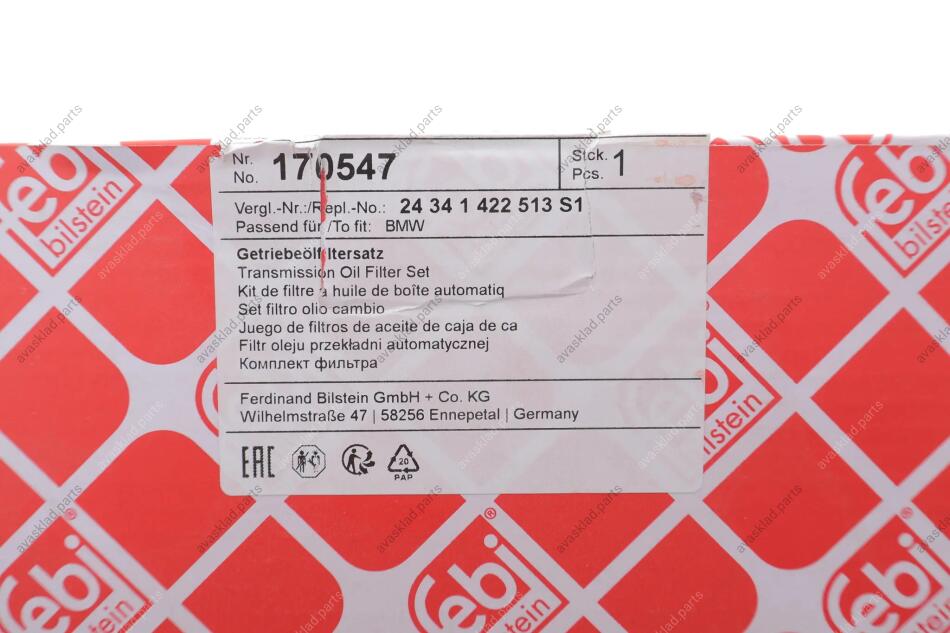 Nr. No. 170547 Stck. Pcs. 1
Vergl.-Nr.:/Repl.-No.: 24 34 1 422 513 S1
Passend für/To fit: BMW
Getriebeölfiltersatz
Transmission Oil Filter Set
Kit de filtre à huile de boîte automatiq
Set filtro olio cambio
Juego de filtros de aceite de caja de ca
Filtr oleju przekładni automatycznej
Комплект фильтра
Ferdinand Bilstein GmbH + Co. KG
Wilhelmstraße 47 | 58256 Ennepetal | Germany
EAC
20
PAP
febi
bilstein
avasklad.parts